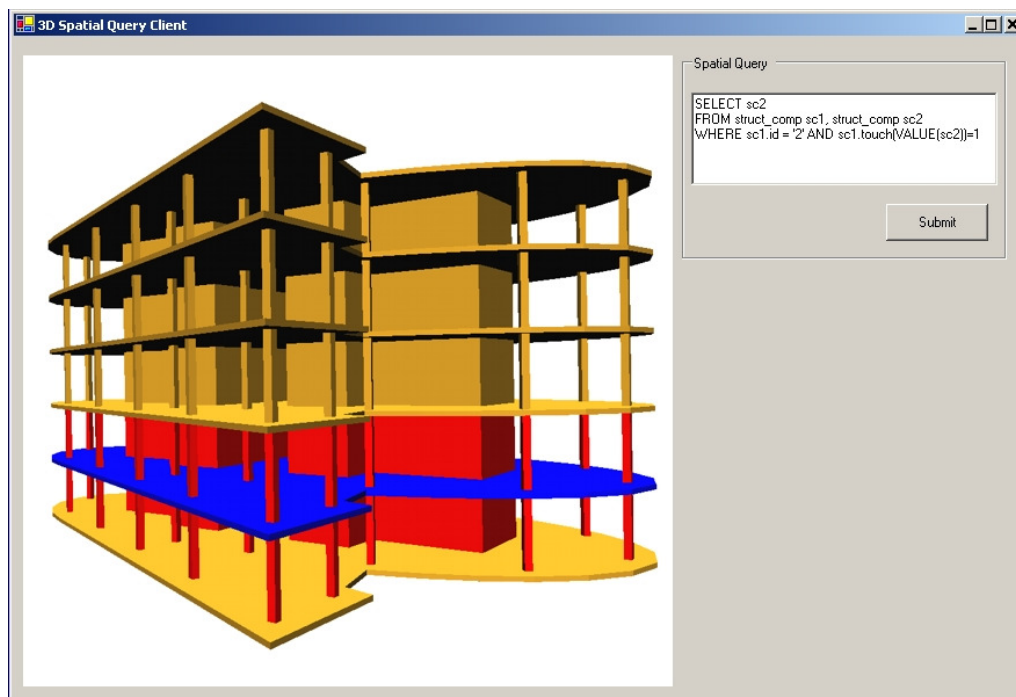 3D Spatial Query Client
Spatial Query
SELECT sc2
FROM struct_comp sc1, struct_comp sc2
WHERE sc1.id = '2' AND sc1.touch(VALUE(sc2))=1
Submit